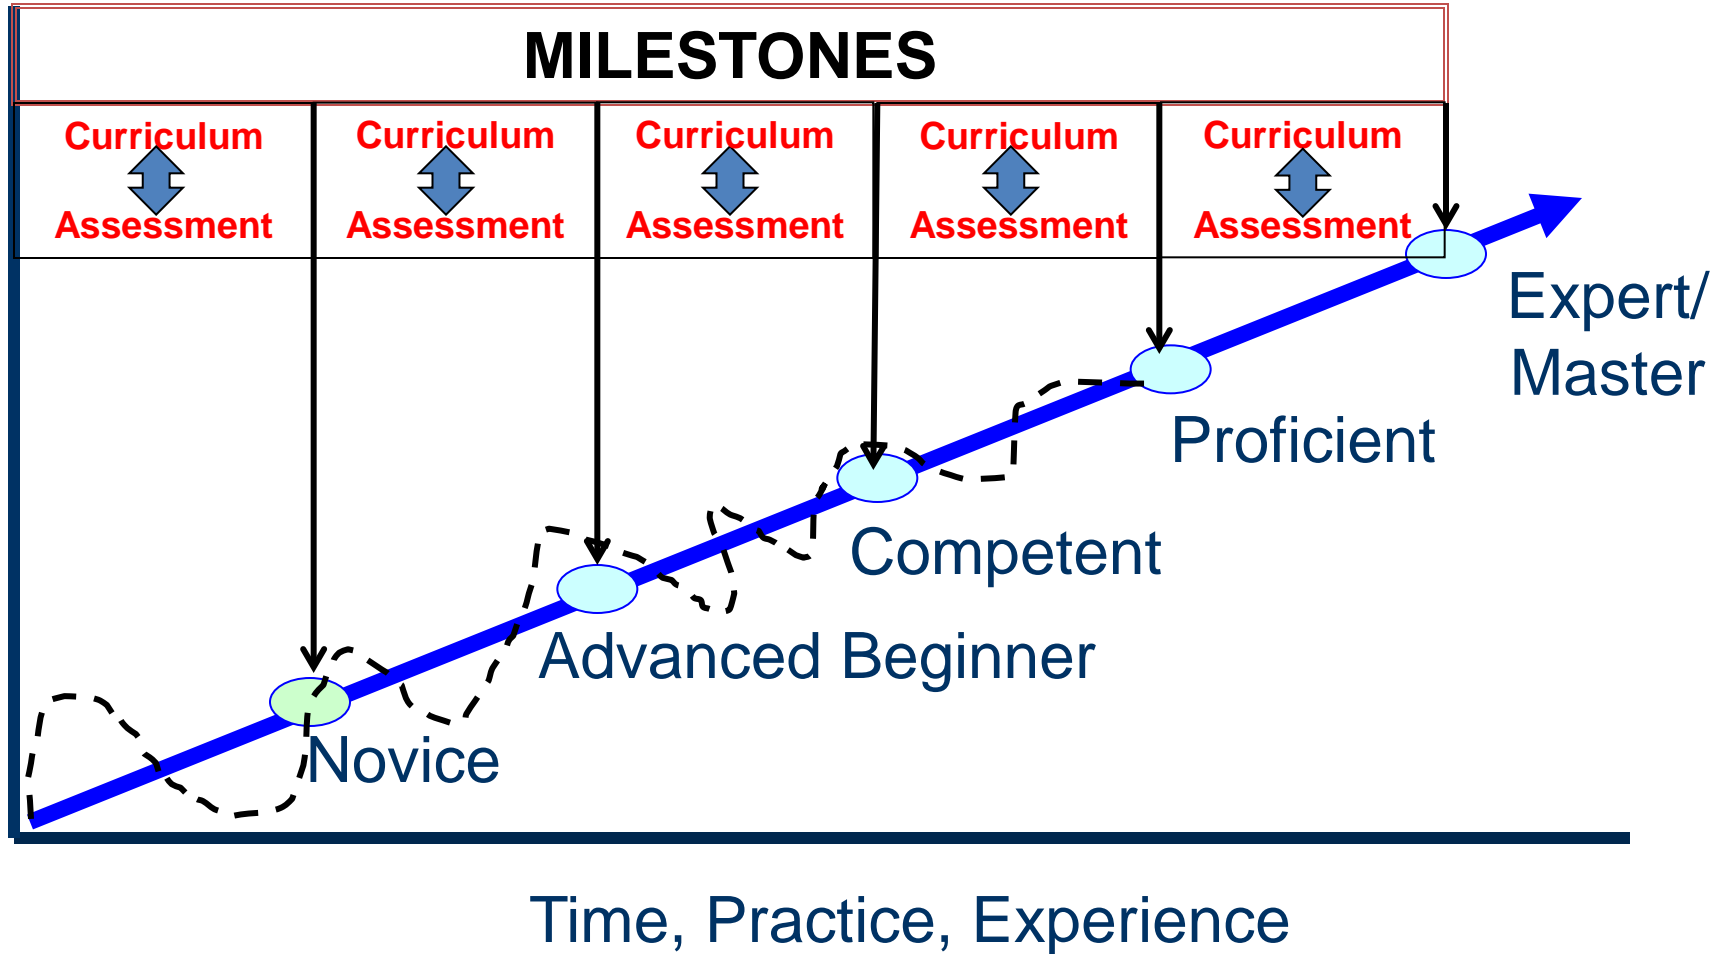 MILESTONES
Curriculum Curriculum Curriculum Curriculum Curriculum
Assessment Assessment Assessment Assessment Assessment
Expert/
Master
Proficient
Competent
Advanced Beginner
Novice
Time, Practice, Experience